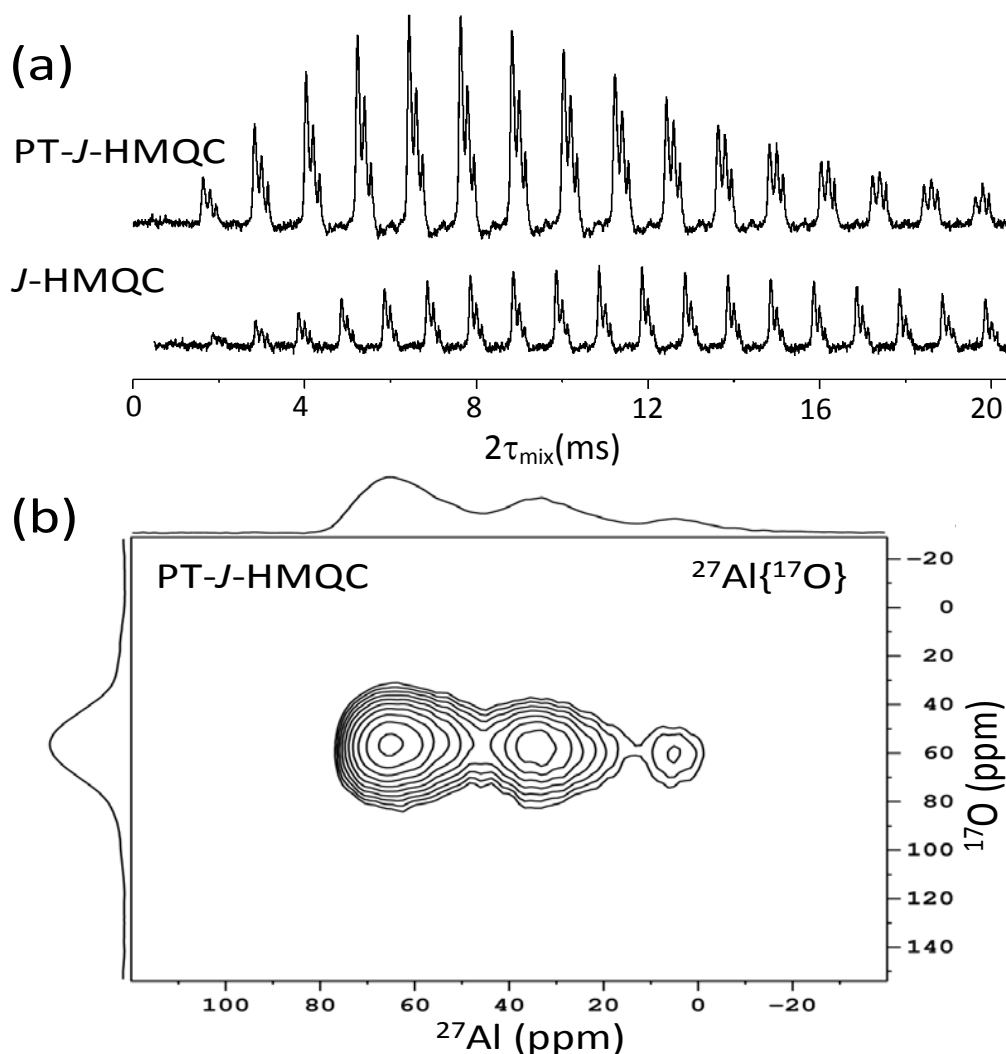 (a)
PT-J-HMQC
J-HMQC
0 4 8 12 16 20
2τmix(ms)
(b)
PT-J-HMQC
²⁷Al{¹⁷O}
−20
0
20
40
60
80
100
120
140
¹⁷O (ppm)
100 80 60 40 20 0 −20
²⁷Al (ppm)